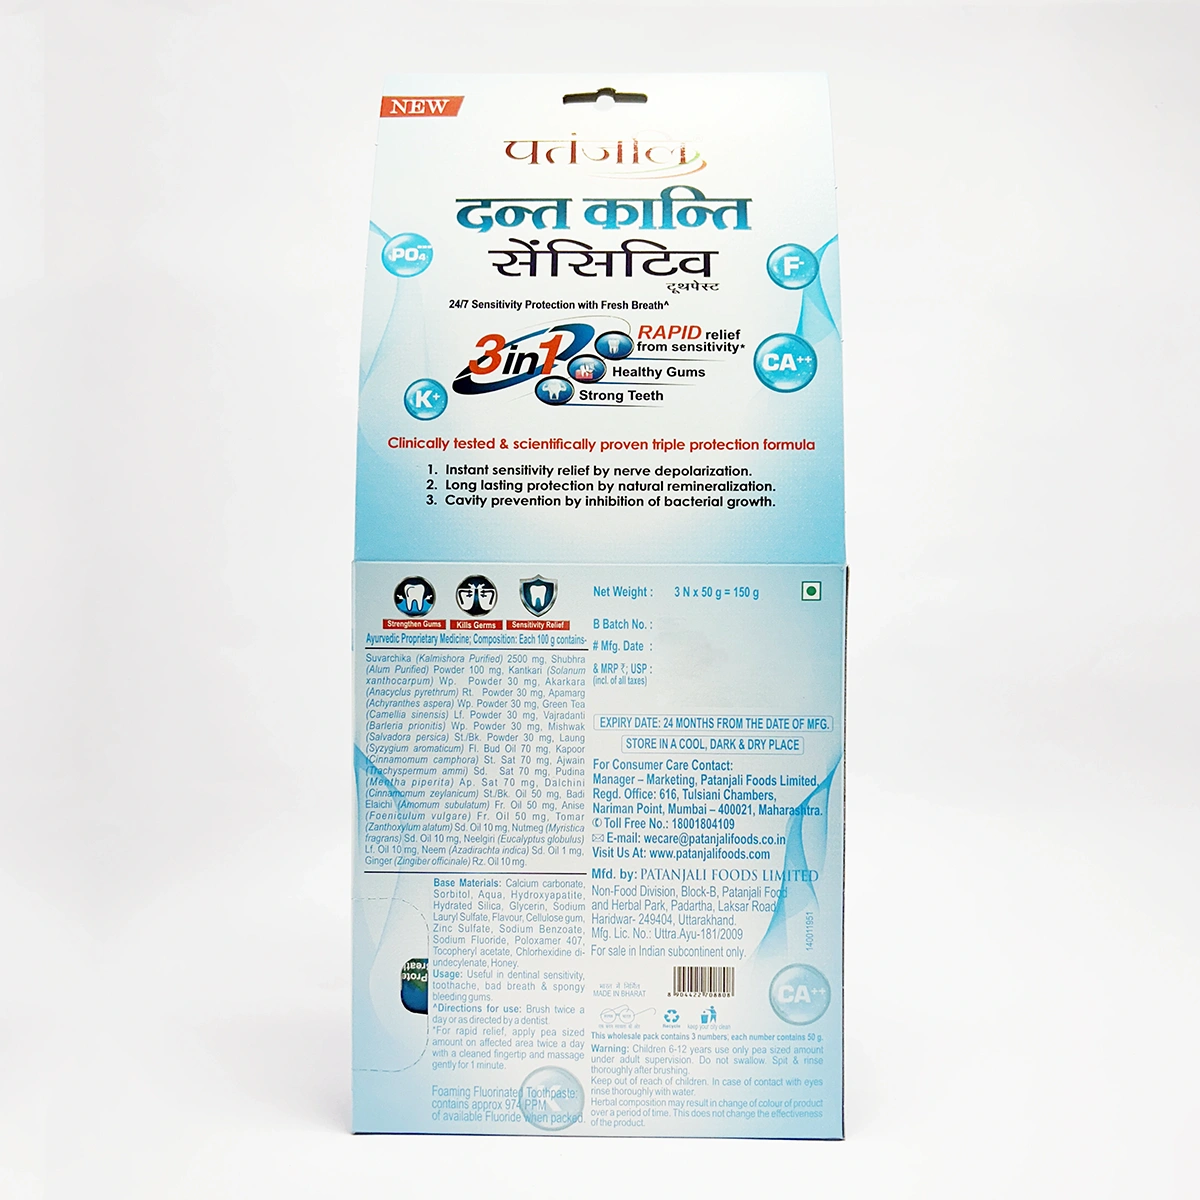 NEW
पतंजलि
दन्त कान्ति
सेंसिटिव
टूथपेस्ट
PO₄---
F-
24/7 Sensitivity Protection with Fresh Breath^
3in1
RAPID relief
from sensitivity*
Healthy Gums
Strong Teeth
CA++
K+
Clinically tested & scientifically proven triple protection formula
1. Instant sensitivity relief by nerve depolarization.
2. Long lasting protection by natural remineralization.
3. Cavity prevention by inhibition of bacterial growth.
Strengthen Gums
Kills Germs
Sensitivity Relief
Ayurvedic Proprietary Medicine; Composition: Each 100 g contains-
Suvarchika (Kalmishora Purified) 2500 mg, Shubhra
(Alum Purified) Powder 100 mg, Kantkari (Solanum
xanthocarpum) Wp. Powder 30 mg, Akarkara
(Anacyclus pyrethrum) Rt. Powder 30 mg, Apamarg
(Achyranthes aspera) Wp. Powder 30 mg, Green Tea
(Camellia sinensis) Lf. Powder 30 mg, Vajradanti
(Barleria prionitis) Wp. Powder 30 mg, Mishwak
(Salvadora persica) St./Bk. Powder 30 mg, Laung
(Syzygium aromaticum) Fl. Bud Oil 70 mg, Kapoor
(Cinnamomum camphora) St. Sat 70 mg, Ajwain
(Trachyspermum ammi) Sd. Sat 70 mg, Pudina
(Mentha piperita) Ap. Sat 70 mg, Dalchini
(Cinnamomum zeylanicum) St./Bk. Oil 50 mg, Badi
Elaichi (Amomum subulatum) Fr. Oil 50 mg, Anise
(Foeniculum vulgare) Fr. Oil 50 mg, Tomar
(Zanthoxylum alatum) Sd. Oil 10 mg, Nutmeg (Myristica
fragrans) Sd. Oil 10 mg, Neelgiri (Eucalyptus globulus)
Lf. Oil 10 mg, Neem (Azadirachta indica) Sd. Oil 1 mg,
Ginger (Zingiber officinale) Rz. Oil 10 mg.
Base Materials: Calcium carbonate,
Sorbitol, Aqua, Hydroxyapatite,
Hydrated Silica, Glycerin, Sodium
Lauryl Sulfate, Flavour, Cellulose gum,
Zinc Sulfate, Sodium Benzoate,
Sodium Fluoride, Poloxamer 407,
Tocopheryl acetate, Chlorhexidine di-
undecylenate, Honey.
Usage: Useful in dentinal sensitivity,
toothache, bad breath & spongy
bleeding gums.
^Directions for use: Brush twice a
day or as directed by a dentist.
*For rapid relief, apply pea sized
amount on affected area twice a day
with a cleaned fingertip and massage
gently for 1 minute.
Foaming Fluorinated Toothpaste:
contains approx 974 PPM
of available Fluoride when packed.
K+
Net Weight : 3 N x 50 g = 150 g
B Batch No. :
# Mfg. Date :
& MRP ₹; USP :
(incl. of all taxes)
EXPIRY DATE: 24 MONTHS FROM THE DATE OF MFG.
STORE IN A COOL, DARK & DRY PLACE
For Consumer Care Contact:
Manager – Marketing, Patanjali Foods Limited,
Regd. Office: 616, Tulsiani Chambers,
Nariman Point, Mumbai – 400021, Maharashtra.
Toll Free No.: 18001804109
E-mail: wecare@patanjalifoods.co.in
Visit Us At: www.patanjalifoods.com
Mfd. by: PATANJALI FOODS LIMITED
Non-Food Division, Block-B, Patanjali Food
and Herbal Park, Padartha, Laksar Road
Haridwar- 249404, Uttarakhand.
Mfg. Lic. No.: Uttra.Ayu-181/2009
For sale in Indian subcontinent only.
140011951
MADE IN BHARAT
8 904422 708808
CA++
Recycle
keep your city clean
This wholesale pack contains 3 numbers, each number contains 50 g.
Warning: Children 6-12 years use only pea sized amount
under adult supervision. Do not swallow. Spit & rinse
thoroughly after brushing.
Keep out of reach of children. In case of contact with eyes
rinse thoroughly with water.
Herbal composition may result in change of colour of product
over a period of time. This does not change the effectiveness
of the product.